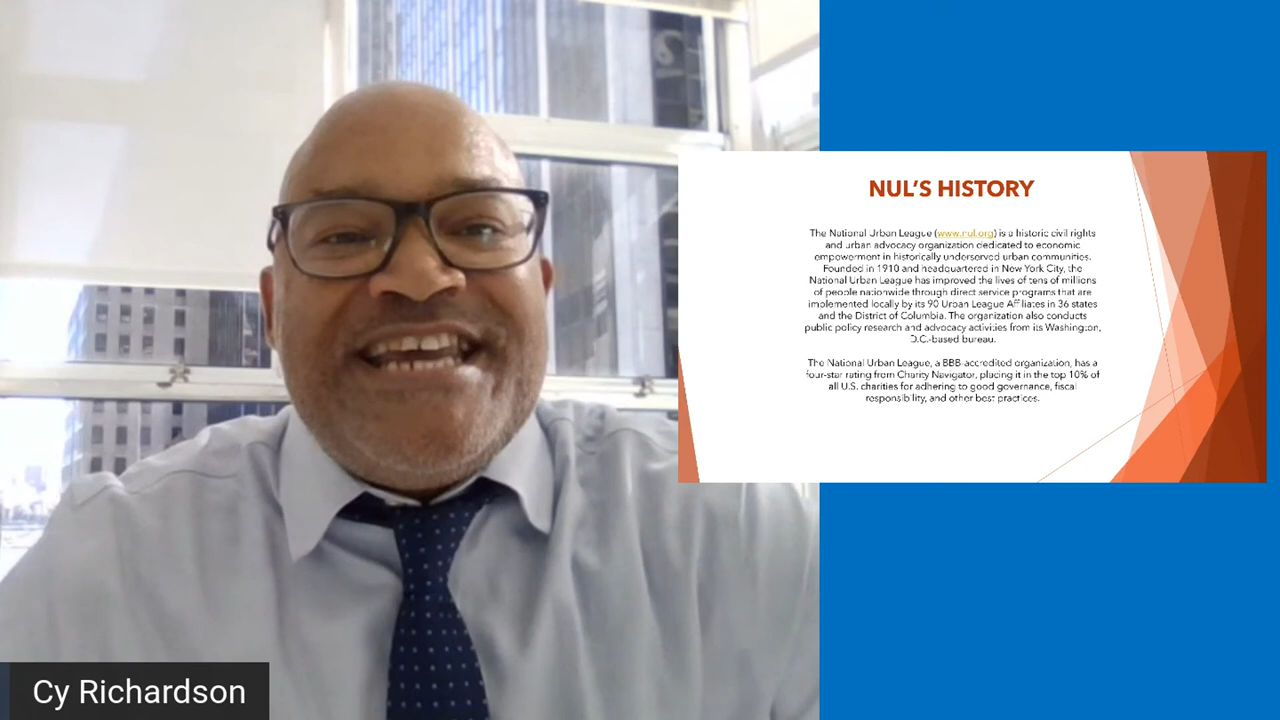 NUL'S HISTORY
The National Urban League (www.nul.org) is a historic civil rights
and urban advocacy organization dedicated to economic
empowerment in historically underserved urban communities.
Founded in 1910 and headquartered in New York City, the
National Urban League has improved the lives of tens of millions
of people nationwide through direct service programs that are
implemented locally by its 90 Urban League Affiliates in 36 states
and the District of Columbia. The organization also conducts
public policy research and advocacy activities from its Washington,
D.C.-based bureau.
The National Urban League, a BBB-accredited organization, has a
four-star rating from Charity Navigator, placing it in the top 10% of
all U.S. charities for adhering to good governance, fiscal
responsibility, and other best practices.
Cy Richardson